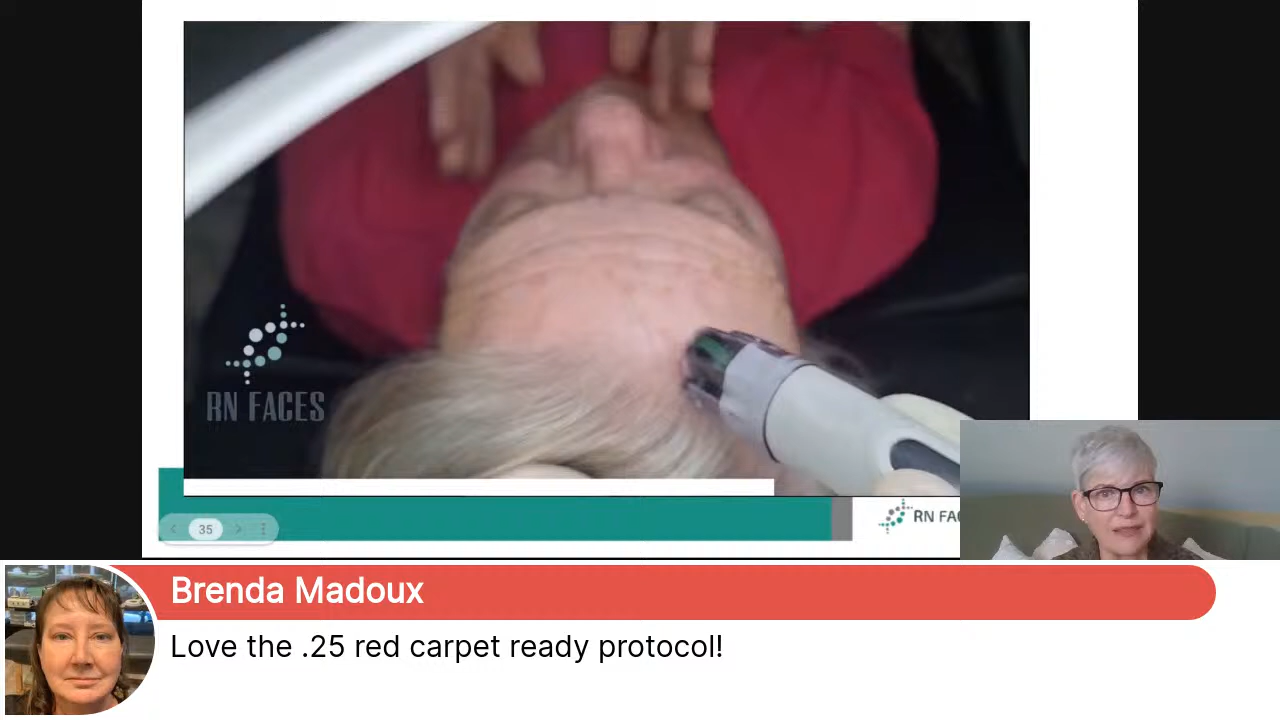 RN FACES
35
RN FAC
Brenda Madoux
Love the .25 red carpet ready protocol!